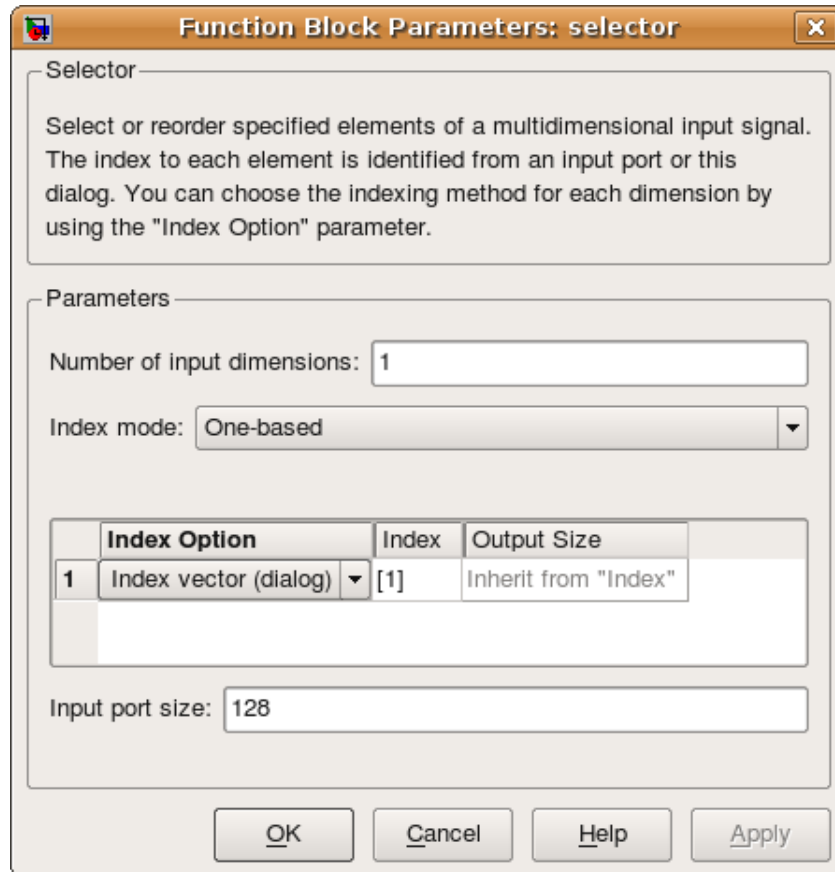 Function Block Parameters: selector
Selector
Select or reorder specified elements of a multidimensional input signal.
The index to each element is identified from an input port or this
dialog. You can choose the indexing method for each dimension by
using the "Index Option" parameter.
Parameters
Number of input dimensions: 1
Index mode: One-based
Index Option Index Output Size
1 Index vector (dialog) [1] Inherit from "Index"
Input port size: 128
OK Cancel Help Apply